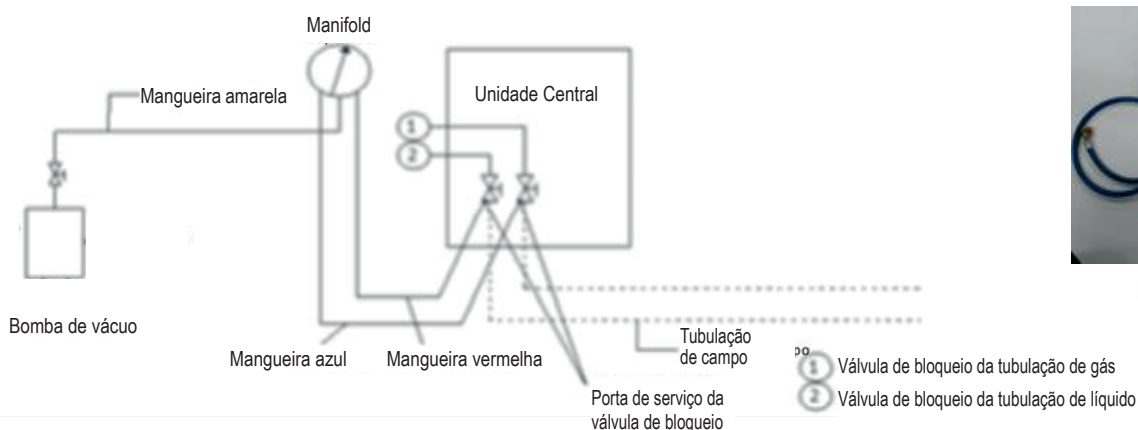 Manifold
Mangueira amarela
Unidade Central
1
2
Bomba de vácuo
Mangueira azul
Mangueira vermelha
Tubulação
de campo
Porta de serviço da
válvula de bloqueio
po
1 Válvula de bloqueio da tubulação de gás
2 Válvula de bloqueio da tubulação de líquido